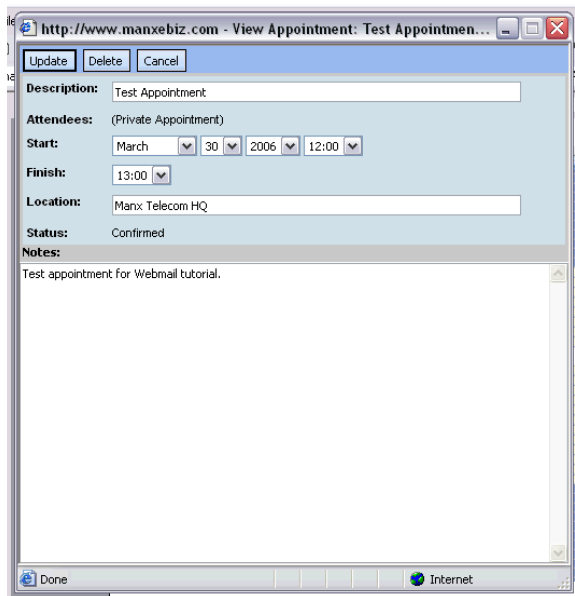 http://www.manxebiz.com - View Appointment: Test Appointmen...
Update Delete Cancel
Description: Test Appointment
Attendees: (Private Appointment)
Start: March 30 2006 12:00
Finish: 13:00
Location: Manx Telecom HQ
Status: Confirmed
Notes:
Test appointment for Webmail tutorial.
Done Internet